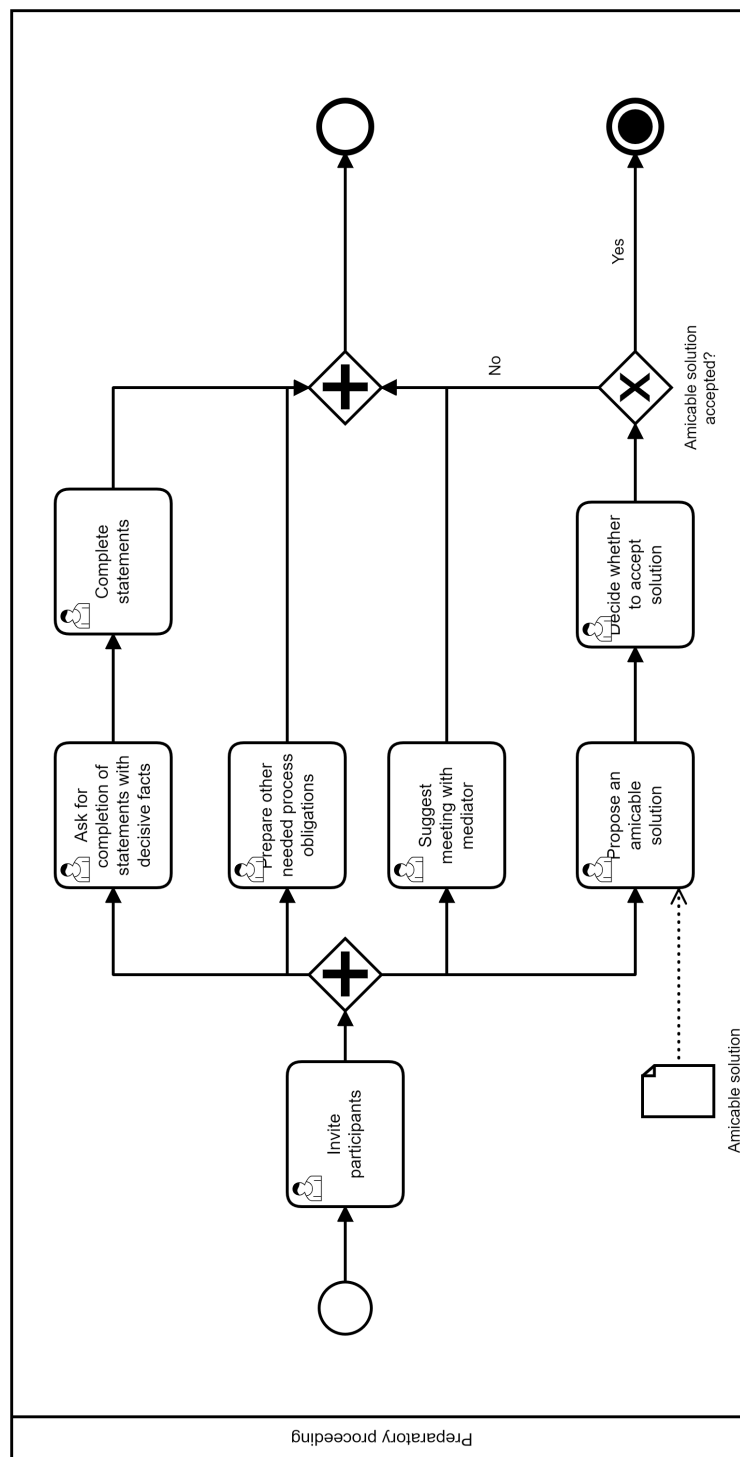 Preparatory proceeding
Invite
participants
Ask for
completion of
statements with
decisive facts
Complete
statements
Prepare other
needed process
obligations
Suggest
meeting with
mediator
Propose an
amicable
solution
Decide whether
to accept
solution
Amicable solution
accepted?
No
Yes
Amicable solution